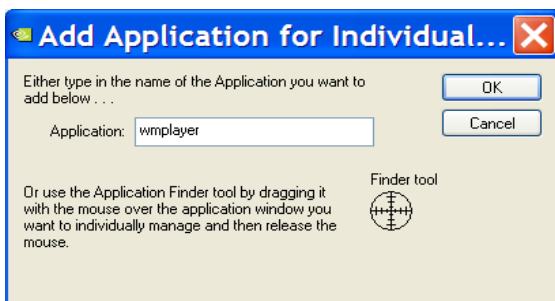 Add Application for Individual...
Either type in the name of the Application you want to
add below . . .
OK
Application: wmplayer
Cancel
Finder tool
Or use the Application Finder tool by dragging it
with the mouse over the application window you
want to individually manage and then release the
mouse.